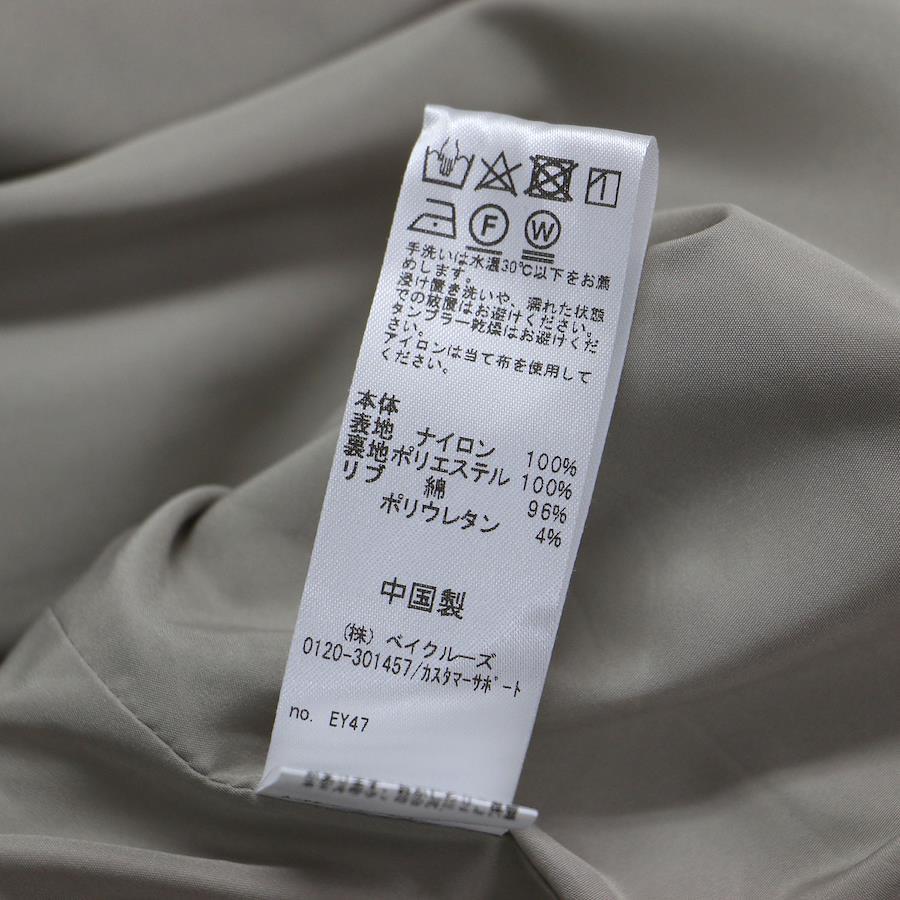 F W
手洗いは水温30℃以下をお薦
めします。
浸け置き洗いや、濡れた状態
での放置はお避けください。
タンブラー乾燥はお避けくだ
さい。
アイロンは当て布を使用して
ください。
本体
表地 ナイロン 100%
裏地 ポリエステル 100%
リブ 綿 96%
ポリウレタン 4%
中国製
(株) ベイクルーズ
0120-301457/カスタマーサポート
no. EY47